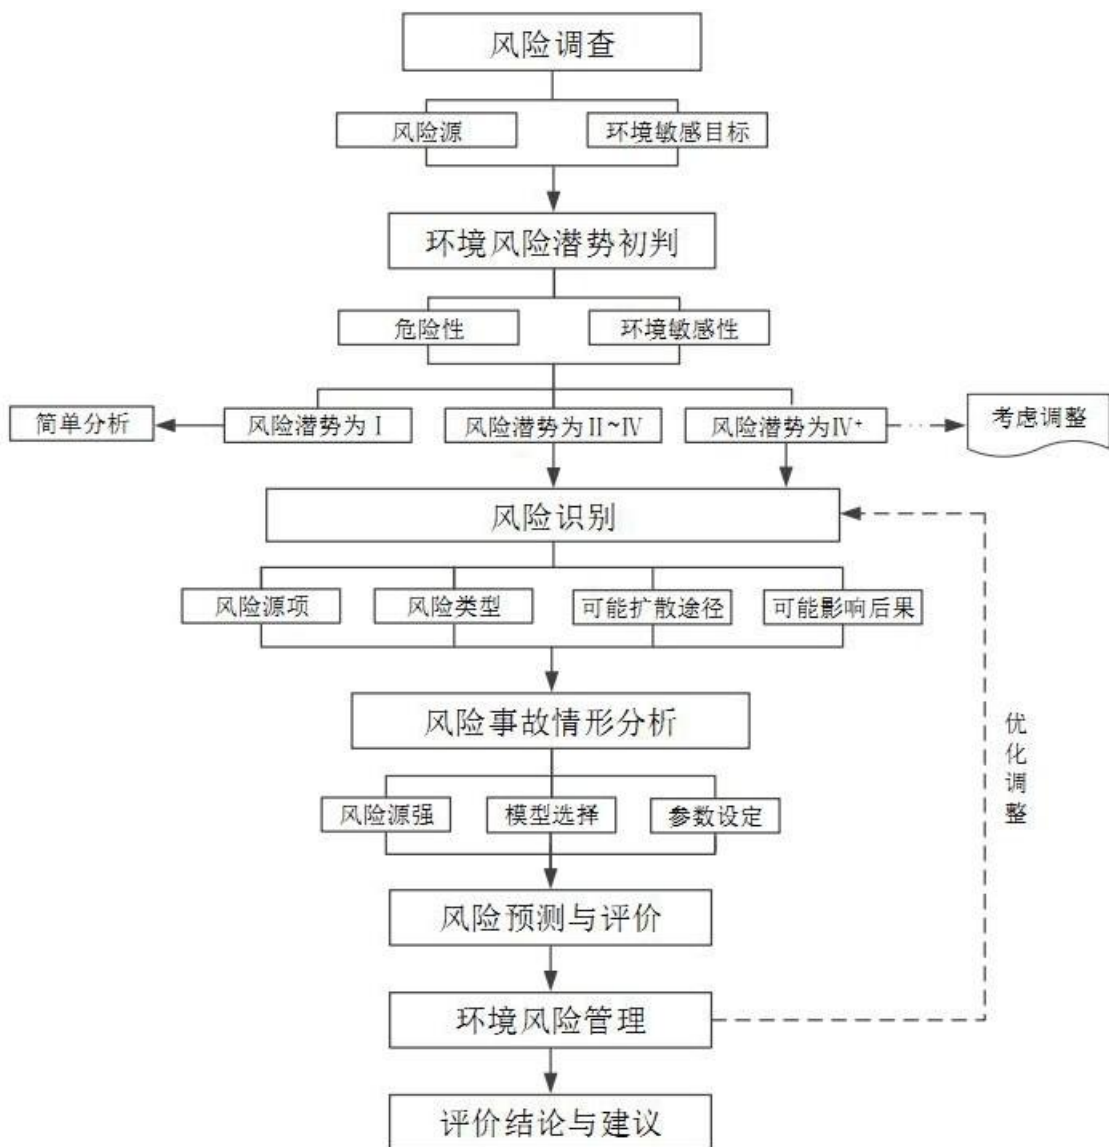 风险调查
风险源
环境敏感目标
环境风险潜势初判
危险性
环境敏感性
简单分析
风险潜势为Ⅰ
风险潜势为Ⅱ~Ⅳ
风险潜势为Ⅳ⁺
考虑调整
风险识别
风险源项
风险类型
可能扩散途径
可能影响后果
风险事故情形分析
风险源强
模型选择
参数设定
优化调整
风险预测与评价
环境风险管理
评价结论与建议